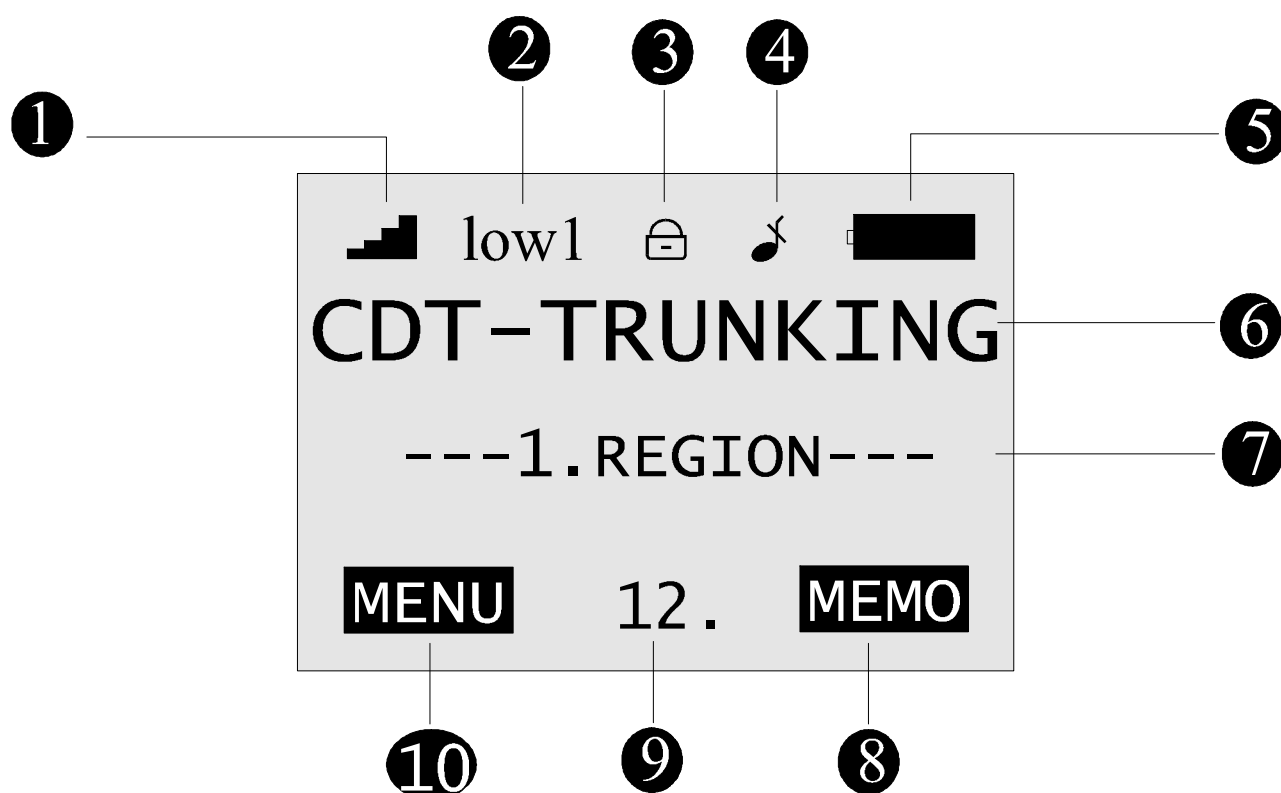 2 3 4
1 5
low1
CDT-TRUNKING 6
---1.REGION--- 7
MENU 12. MEMO
10 9 8